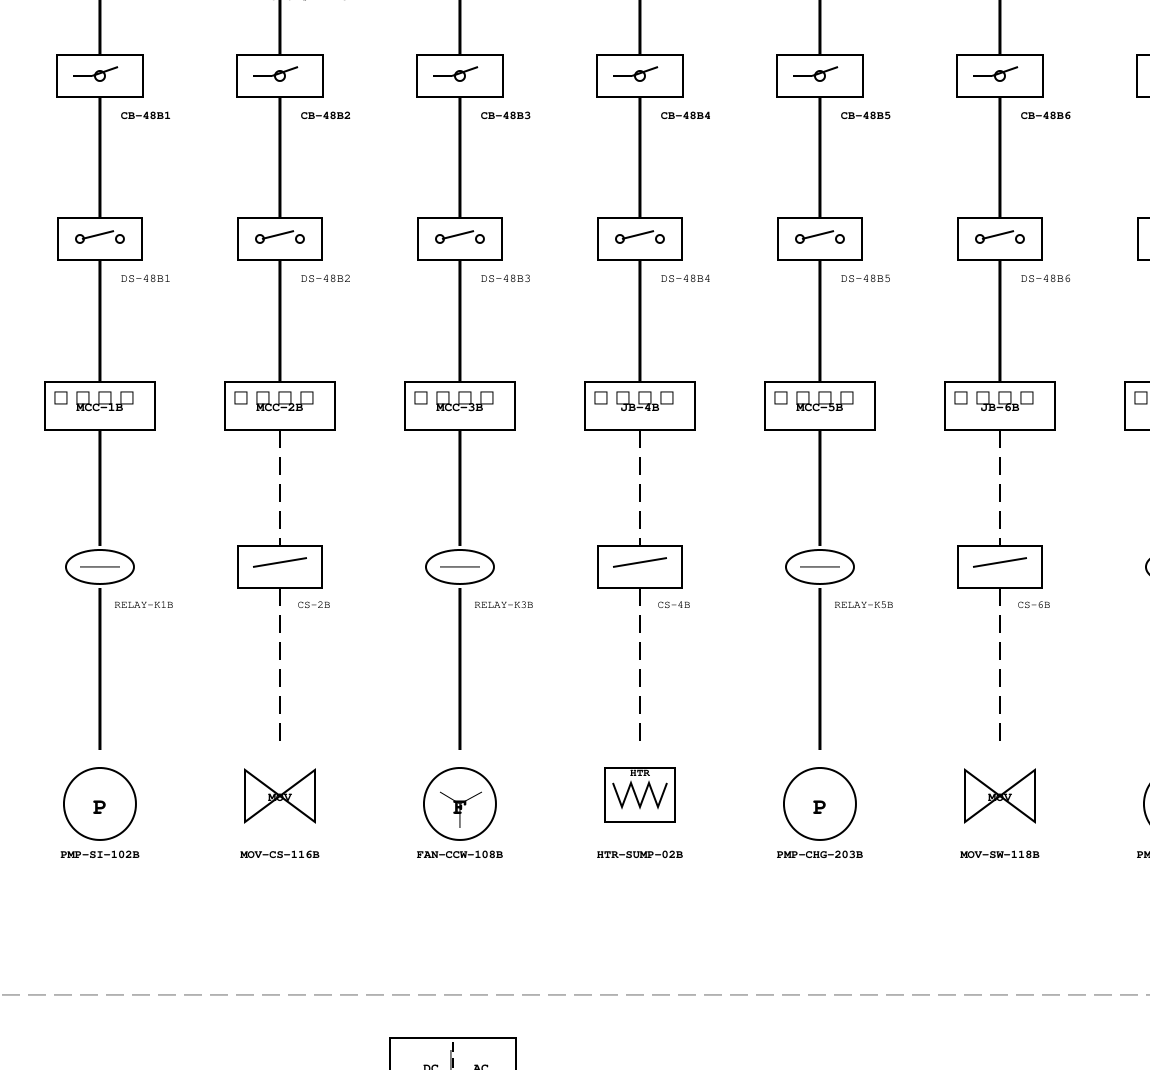 CB-48B1 CB-48B2 CB-48B3 CB-48B4 CB-48B5 CB-48B6
DS-48B1 DS-48B2 DS-48B3 DS-48B4 DS-48B5 DS-48B6
MCC-1B MCC-2B MCC-3B JB-4B MCC-5B JB-6B
RELAY-K1B CS-2B RELAY-K3B CS-4B RELAY-K5B CS-6B
HTR
P MOV F P MOV
PMP-SI-102B MOV-CS-116B FAN-CCW-108B HTR-SUMP-02B PMP-CHG-203B MOV-SW-118B PM
DC AC